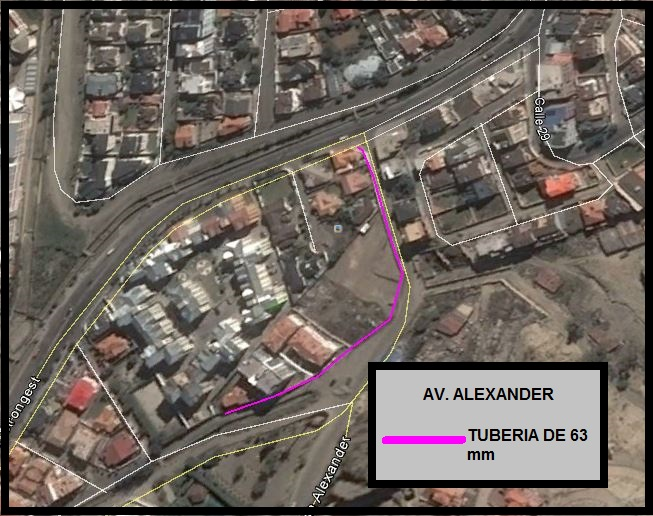 Calle 29
AV. ALEXANDER
TUBERIA DE 63
mm
Alexander